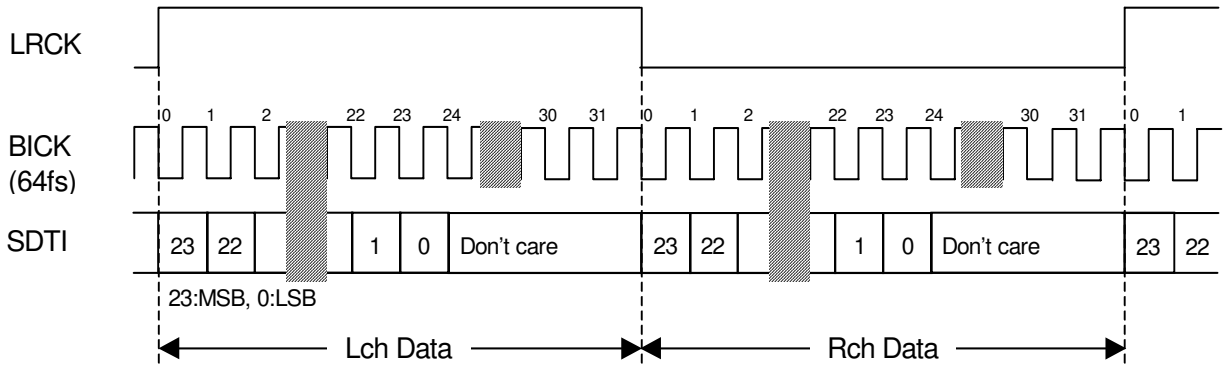 LRCK
0 1 2 22 23 24 30 31 0 1 2 22 23 24 30 31 0 1
BICK
(64fs)
SDTI 23 22 1 0 Don't care 23 22 1 0 Don't care 23 22
23:MSB, 0:LSB
Lch Data Rch Data